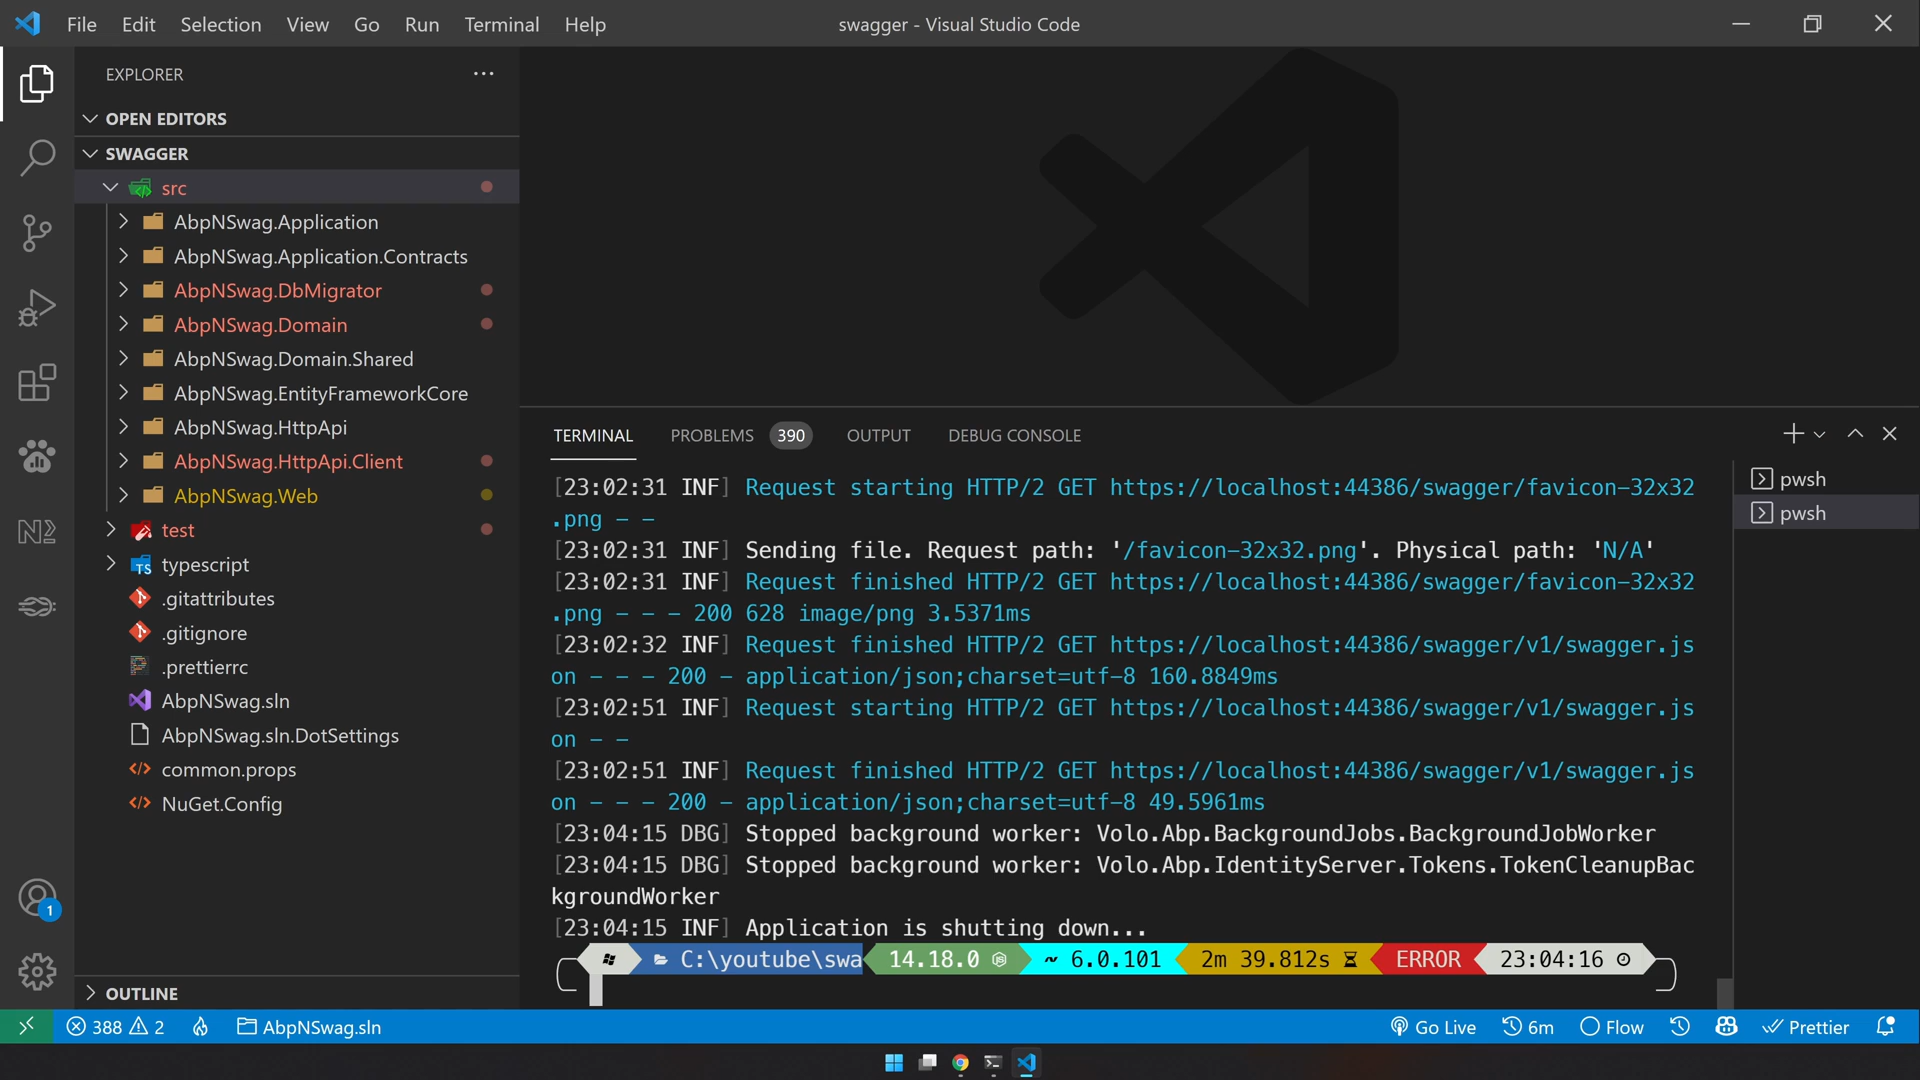 File Edit Selection View Go Run Terminal Help
swagger - Visual Studio Code
EXPLORER
OPEN EDITORS
SWAGGER
src
AbpNSwag.Application
AbpNSwag.Application.Contracts
AbpNSwag.DbMigrator
AbpNSwag.Domain
AbpNSwag.Domain.Shared
AbpNSwag.EntityFrameworkCore
AbpNSwag.HttpApi
AbpNSwag.HttpApi.Client
AbpNSwag.Web
test
typescript
.gitattributes
.gitignore
.prettierrc
AbpNSwag.sln
AbpNSwag.sln.DotSettings
common.props
NuGet.Config
OUTLINE
TERMINAL PROBLEMS 390 OUTPUT DEBUG CONSOLE
[23:02:31 INF] Request starting HTTP/2 GET https://localhost:44386/swagger/favicon-32x32
.png - -
[23:02:31 INF] Sending file. Request path: '/favicon-32x32.png'. Physical path: 'N/A'
[23:02:31 INF] Request finished HTTP/2 GET https://localhost:44386/swagger/favicon-32x32
.png - - - 200 628 image/png 3.5371ms
[23:02:32 INF] Request finished HTTP/2 GET https://localhost:44386/swagger/v1/swagger.js
on - - - 200 - application/json;charset=utf-8 160.8849ms
[23:02:51 INF] Request starting HTTP/2 GET https://localhost:44386/swagger/v1/swagger.js
on - -
[23:02:51 INF] Request finished HTTP/2 GET https://localhost:44386/swagger/v1/swagger.js
on - - - 200 - application/json;charset=utf-8 49.5961ms
[23:04:15 DBG] Stopped background worker: Volo.Abp.BackgroundJobs.BackgroundJobWorker
[23:04:15 DBG] Stopped background worker: Volo.Abp.IdentityServer.Tokens.TokenCleanupBac
kgroundWorker
[23:04:15 INF] Application is shutting down...
C:\youtube\swa 14.18.0 6.0.101 2m 39.812s ERROR 23:04:16
pwsh
pwsh
1
388 2 AbpNSwag.sln Go Live 6m Flow Prettier